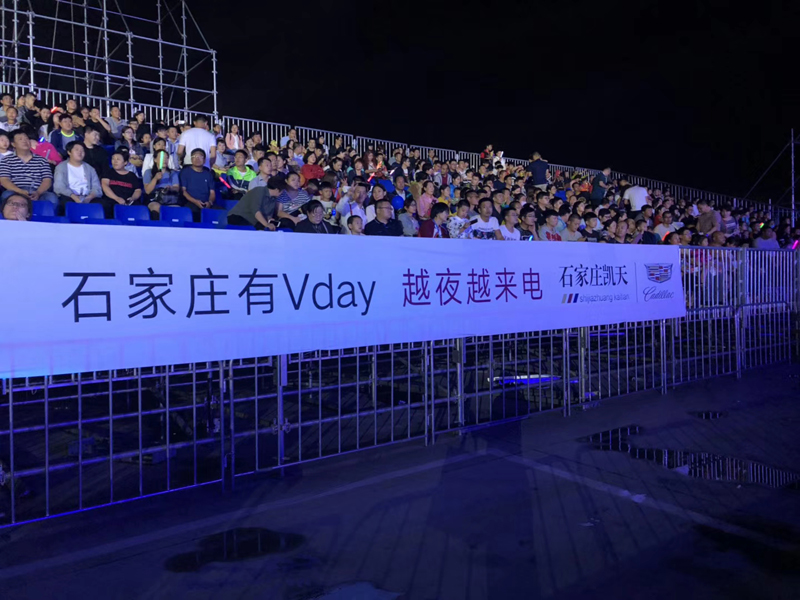 石家庄有Vday 越夜越来电
石家庄凯天
shijiazhuang kaitian
Cadillac